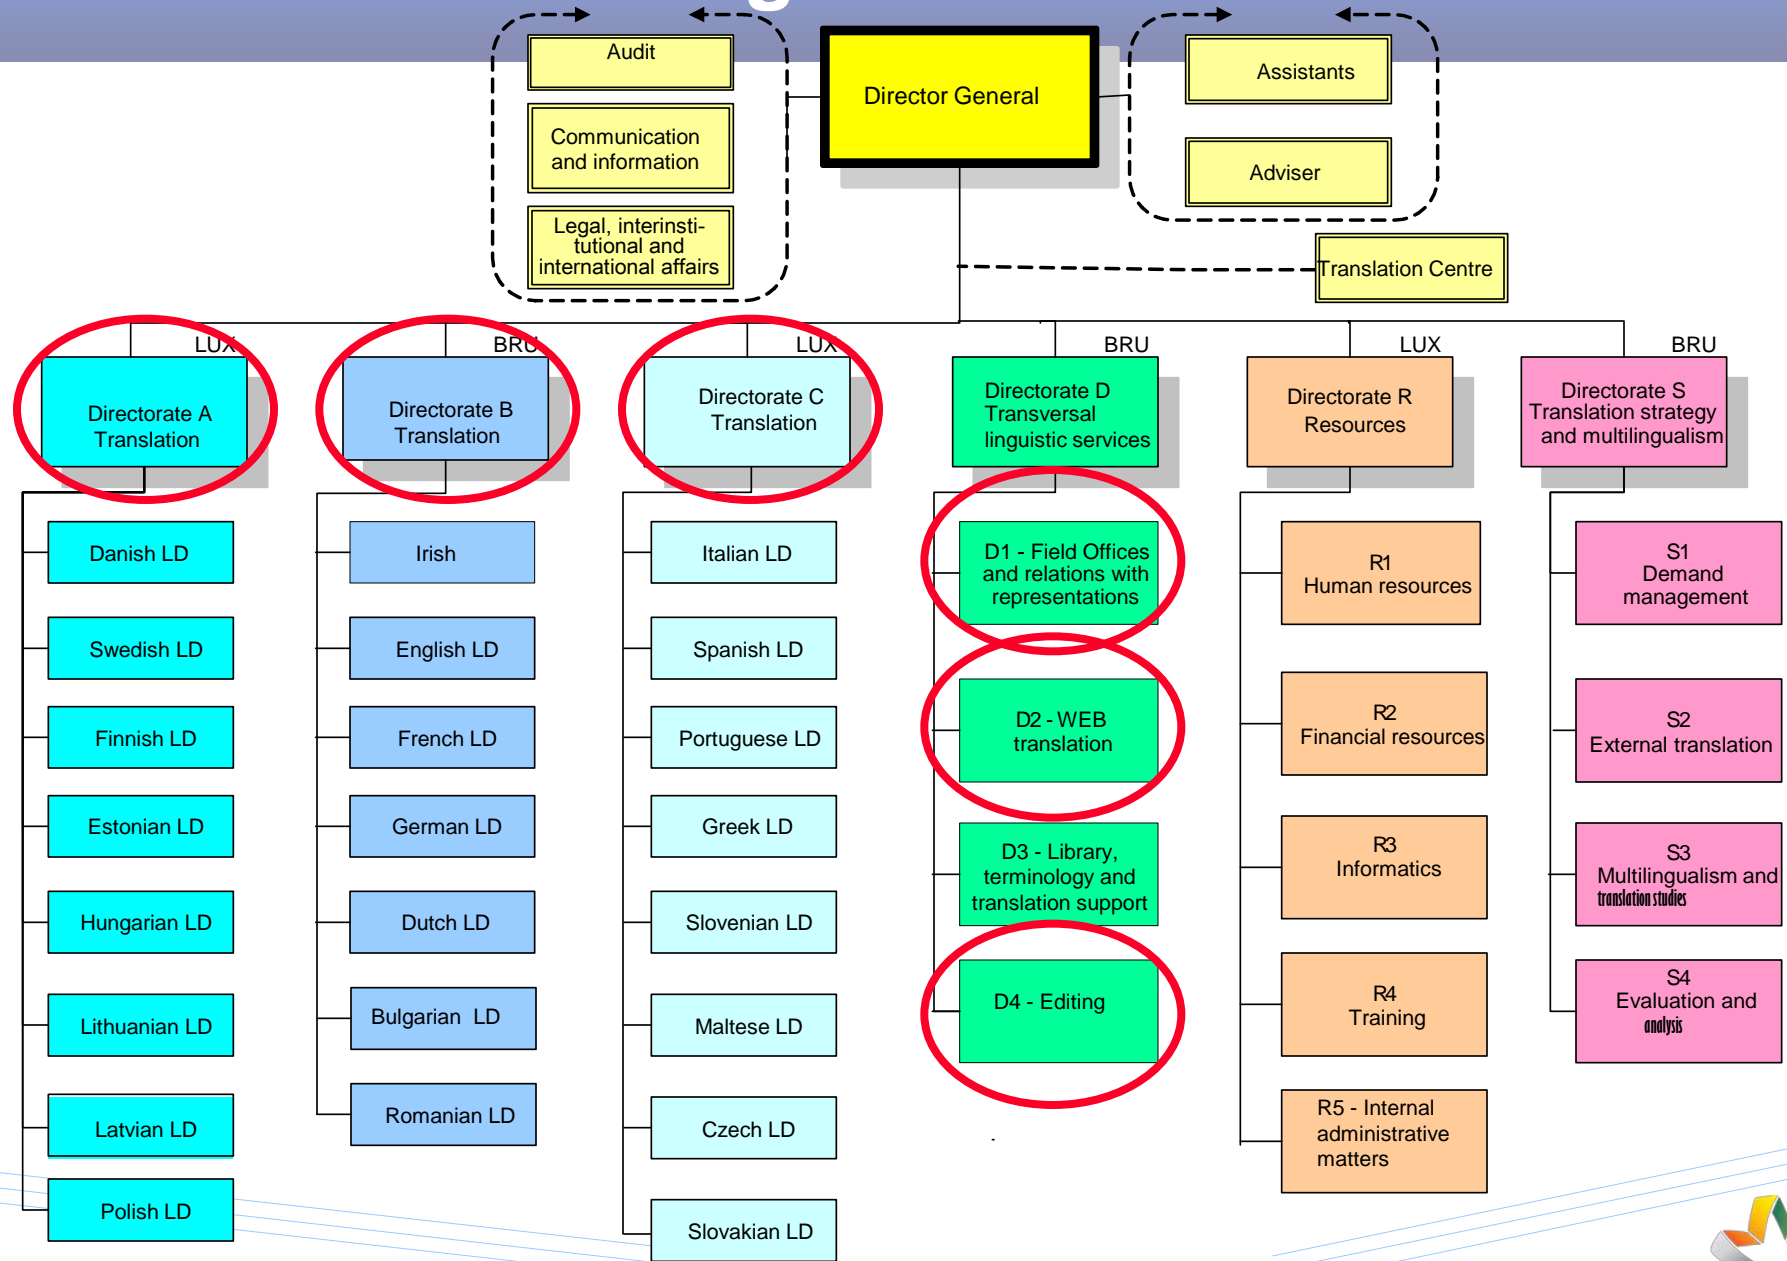 Audit
Communication
and information
Legal, interinsti-
tutional and
international affairs
Director General
Assistants
Adviser
Translation Centre
LUX
Directorate A
Translation
BRU
Directorate B
Translation
LUX
Directorate C
Translation
BRU
Directorate D
Transversal
linguistic services
LUX
Directorate R
Resources
BRU
Directorate S
Translation strategy
and multilingualism
Danish LD
Swedish LD
Finnish LD
Estonian LD
Hungarian LD
Lithuanian LD
Latvian LD
Polish LD
Irish
English LD
French LD
German LD
Dutch LD
Bulgarian LD
Romanian LD
Italian LD
Spanish LD
Portuguese LD
Greek LD
Slovenian LD
Maltese LD
Czech LD
Slovakian LD
D1 - Field Offices
and relations with
representations
D2 - WEB
translation
D3 - Library,
terminology and
translation support
D4 - Editing
R1
Human resources
R2
Financial resources
R3
Informatics
R4
Training
R5 - Internal
administrative
matters
S1
Demand
management
S2
External translation
S3
Multilingualism and
translation studies
S4
Evaluation and
analysis